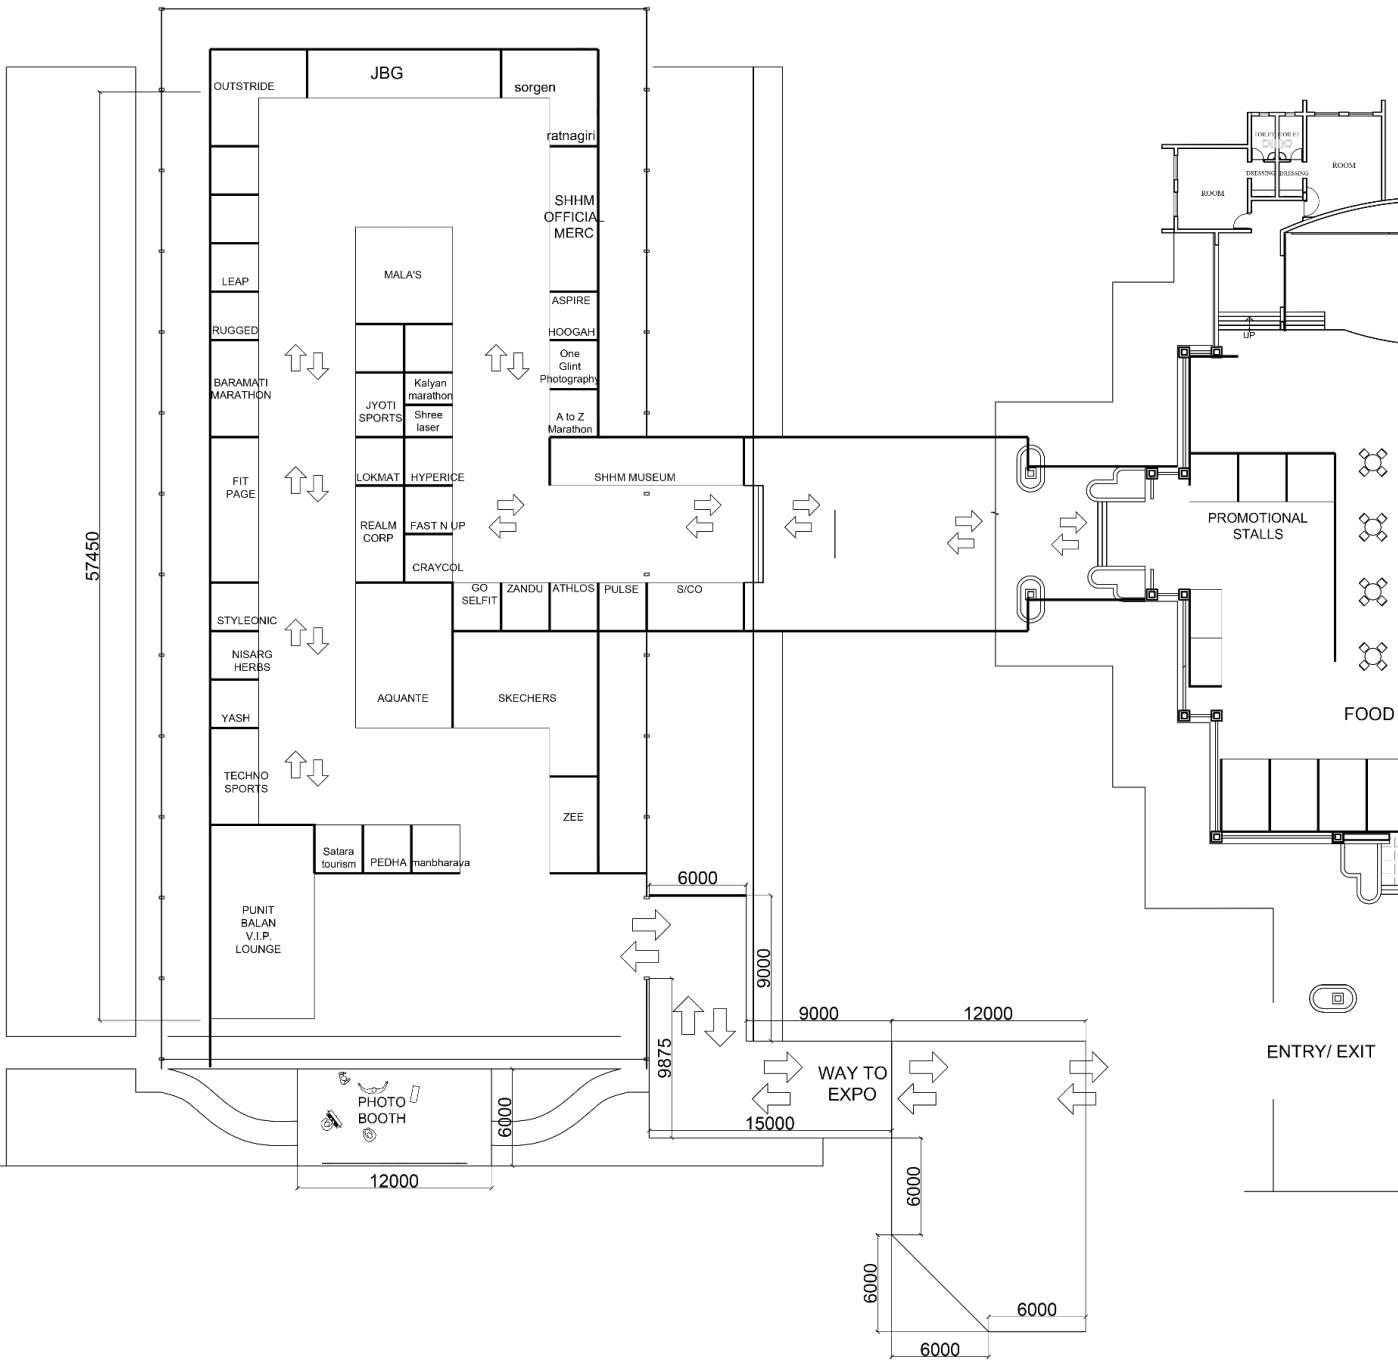 JBG
OUTSTRIDE
sorgen
ratnagiri
TOILET
TOILET
DRESSING
DRESSING
ROOM
ROOM
UP
SHHM
OFFICIAL
MERC
MALA'S
LEAP
RUGGED
ASPIRE
HOOGAH
One
Glint
Photography
BARAMATI
MARATHON
JYOTI
SPORTS
Kalyan
marathon
Shree
laser
A to Z
Marathon
FIT
PAGE
LOKMAT
HYPERICE
SHHM MUSEUM
REALM
CORP
FAST N UP
CRAYCOL
PROMOTIONAL
STALLS
57450
GO
SELFIT
ZANDU
ATHLOS
PULSE
S/CO
STYLEONIC
NISARG
HERBS
YASH
AQUANTE
SKECHERS
FOOD
TECHNO
SPORTS
ZEE
Satara
tourism
PEDHA
manbharava
6000
PUNIT
BALAN
V.I.P.
LOUNGE
9000
9000
12000
9875
WAY TO
EXPO
ENTRY/ EXIT
PHOTO
BOOTH
6000
15000
12000
6000
6000
6000
6000